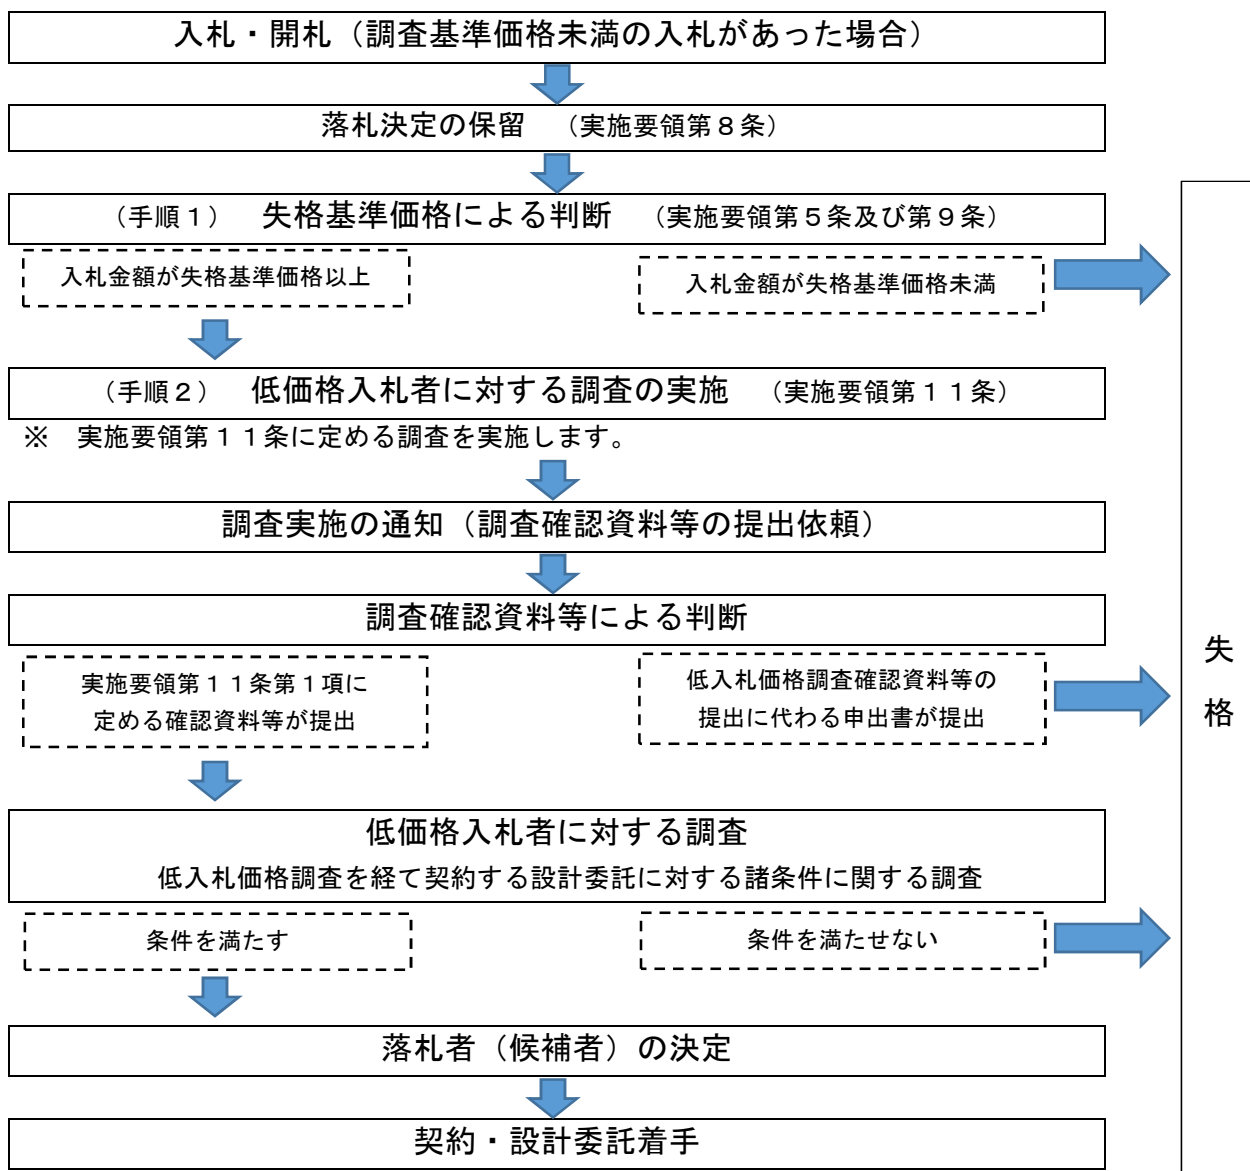 入札・開札（調査基準価格未満の入札があった場合）
落札決定の保留　（実施要領第８条）
（手順１）　失格基準価格による判断　（実施要領第５条及び第９条）
入札金額が失格基準価格以上
入札金額が失格基準価格未満
（手順２）　低価格入札者に対する調査の実施　（実施要領第１１条）
※　実施要領第１１条に定める調査を実施します。
調査実施の通知（調査確認資料等の提出依頼）
調査確認資料等による判断
実施要領第１１条第１項に
定める確認資料等が提出
低入札価格調査確認資料等の
提出に代わる申出書が提出
低価格入札者に対する調査
低入札価格調査を経て契約する設計委託に対する諸条件に関する調査
条件を満たす
条件を満たせない
落札者（候補者）の決定
契約・設計委託着手
失格